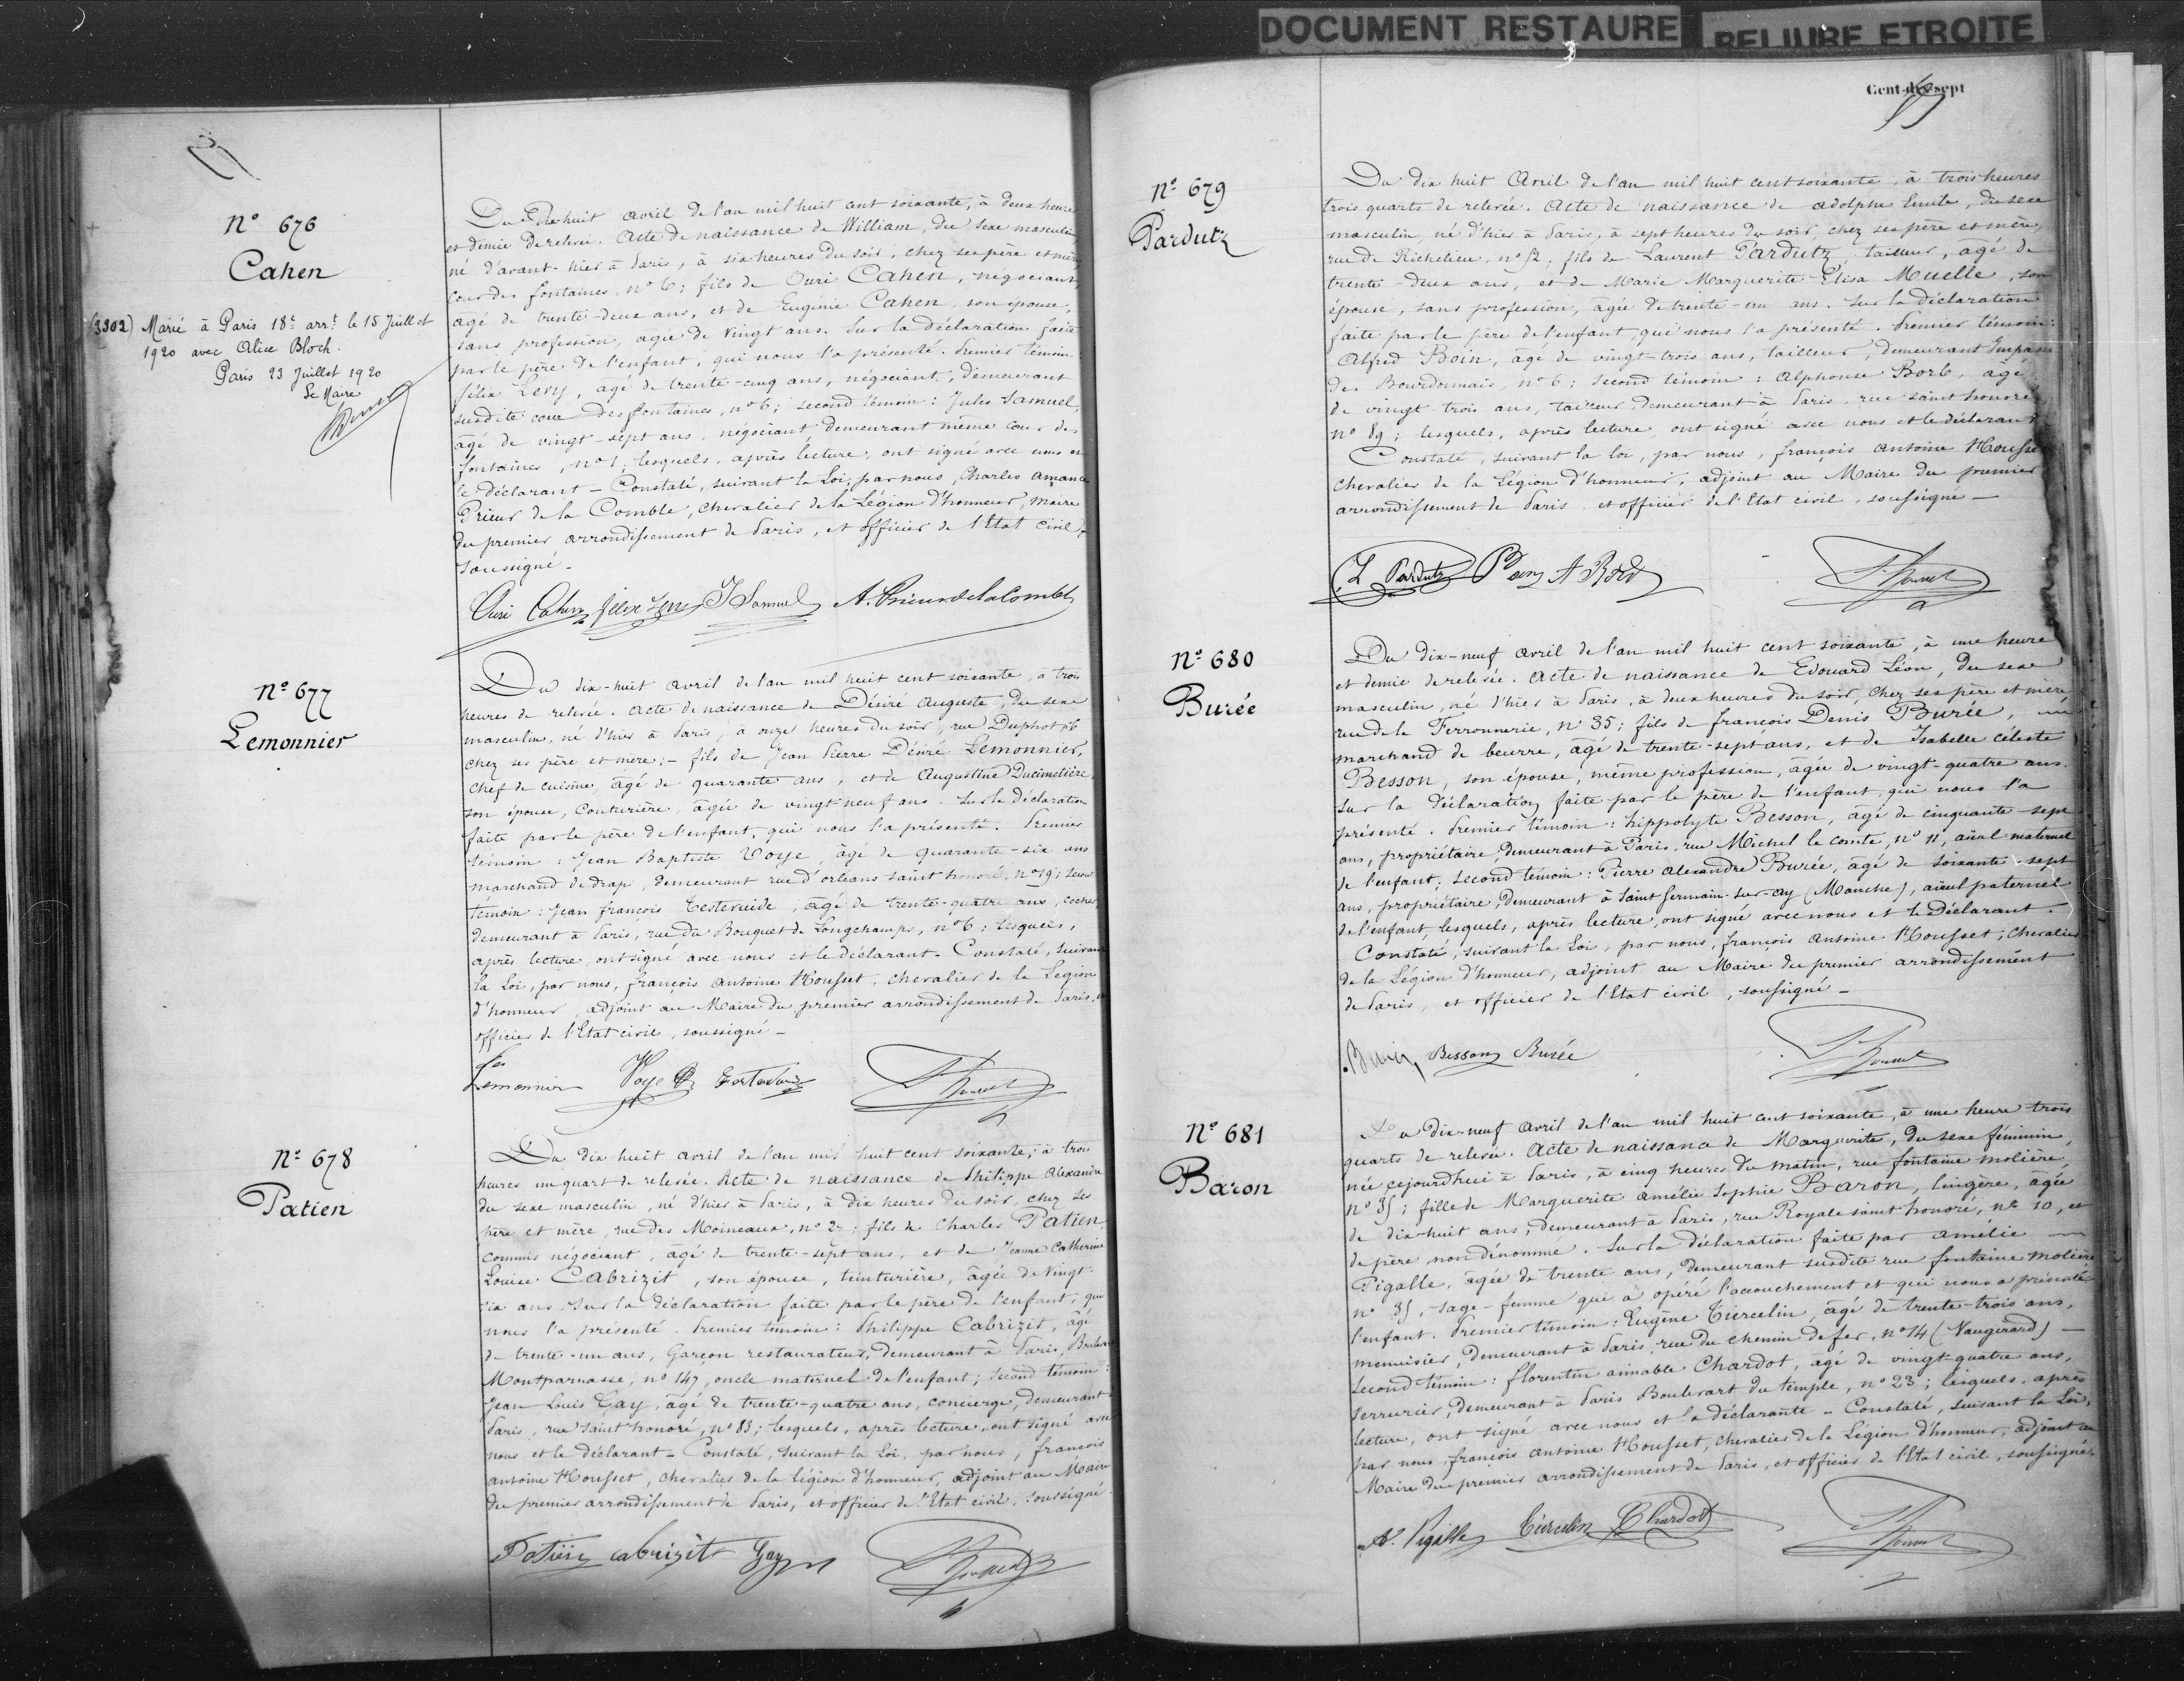 DOCUMENT RESTAURE
RELIURE ETROITE
N° 676
Cahen
(3302) Marié à Paris 18e arrt le 15 Juillet
1920 avec Alice Bloch.
Paris 23 Juillet 1920
Le Maire
Du Dix huit avril de l'an mil huit cent soixante, à deux heures
et demie de relevée. Acte de naissance de William, du sexe masculin,
né d'avant-hier à Paris, à six heures du soir, chez ses père et mère
cour des fontaines, n° 6; fils de Ouri Cahen, négociant,
agé de trente-deux ans, et de Eugénie Cahen, son épouse,
sans profession, agée de vingt ans. Sur la déclaration faite
par le père de l'enfant, qui nous l'a présenté. Premier témoin:
félix Levy, agé de trente-cinq ans, négociant, demeurant
susdite cour des fontaines, n° 6; second témoin: Jules Samuel,
âgé de vingt-sept ans, négociant demeurant même cour des
fontaines, n° 1, lesquels, après lecture, ont signé avec nous et
le déclarant - Constaté, suivant la Loi, par nous, Charles Amance
Prieur de la Comble, chevalier de la Légion d'honneur, Maire
du premier arrondissement de Paris, et officier de l'Etat civil
soussigné.
Ouri Cahen félix Levy J Samuel A. Prieur de la Comble
N° 677
Lemonnier
Du dix-huit avril de l'an mil huit cent soixante, à trois
heures de relevée. acte de naissance de Désiré Auguste, du sexe
masculin, né d'hier à Paris, à onze heures du soir, rue Duphot
chez ses père et mère; - fils de Jean Pierre Désiré Lemonnier,
chef de cuisine, âgé de quarante ans, et de Augustine Ducimetière,
son épouse, couturière, agée de vingt-neuf ans. Sur la déclaration
faite par le père de l'enfant, qui nous l'a présenté. Premier
témoin: Jean Baptiste Voye, âgé de quarante-six ans
marchand de drap, demeurant rue d'orléans saint honoré, n° 19; second
témoin: Jean françois Testevuide, âgé de trente-quatre ans, cocher,
demeurant à Paris, rue du Bouquet de Longchamps, n° 6; lesquels,
après lecture, ont signé avec nous et le déclarant. Constaté, suivant
la Loi, par nous, françois Antoine Housset, chevalier de la Légion
d'honneur, adjoint au Maire du premier arrondissement de Paris, et
officier de l'Etat civil, soussigné -
Lemonnier Voye
N° 678
Patien
Du dix huit avril de l'an mil huit cent soixante, à trois
heures un quart de relevée. Acte de naissance de Philippe Alexandre
du sexe masculin, né d'hier à Paris, à dix heures du soir, chez ses
père et mère, rue des Moineaux, n° 27; fils de Charles Patien,
commis négociant, âgé de trente-sept ans, et de Jeanne Catherine
Louise Cabrizit, son épouse, teinturière, âgée de Vingt-
six ans. Sur la déclaration faite par le père de l'enfant, qui
nous l'a présenté. Premier témoin: Philippe Cabrizit, âgé
de trente-un ans, Garçon restaurateur, demeurant à Paris, Boulevard
Montparnasse, n° 147, oncle maternel de l'enfant; second témoin:
Jean Louis Gay, âgé de trente-quatre ans, concierge, demeurant
Paris, rue saint honoré, n° 83; lesquels, après lecture, ont signé avec
nous et le déclarant - Constaté, suivant la Loi, par nous, françois
antoine Housset, chevalier de la Légion d'honneur, adjoint au Maire
du premier arrondissement de Paris, et officier de l'Etat civil, soussigné
Patien cabrizit Gay
Cent-dix-sept
N° 679
Pardutz
Du dix huit Avril de l'an mil huit cent soixante, à trois heures
trois quarts de relevée. Acte de naissance de adolphe Emile, du sexe
masculin, né d'hier à Paris, à sept heures du soir, chez ses père et mère,
rue de Richelieu, n° 52; fils de Laurent Pardutz, tailleur, agé de
trente-deux ans, et de Marie Marguerite Elisa Muelle, son
épouse, sans profession, agée de trente-un ans. Sur la déclaration
faite par le père de l'enfant, qui nous l'a présenté. Premier témoin:
Alfred Boin, agé de vingt-trois ans, tailleur, demeurant Impasse
des Bourdonnais, n° 6; second témoin: Alphonse Borb, agé
de vingt-trois ans, tailleur, demeurant à Paris, rue saint honoré,
n° 89; lesquels, après lecture, ont signé avec nous et le déclarant
Constaté, suivant la loi, par nous, françois Antoine Housset
chevalier de la Légion d'honneur, adjoint au Maire du premier
arrondissement de Paris, et officier de l'Etat civil, soussigné -
L Pardutz
N° 680
Burée
Du dix-neuf avril de l'an mil huit cent soixante, à une heure
et demie de relevée. Acte de naissance de Edouard Léon, du sexe
masculin, né d'hier à Paris, à deux heures du soir, chez ses père et mère
rue de la Ferronnerie, n° 35; fils de françois Denis Burée,
marchand de beurre, agé de trente-sept ans, et de Isabelle céleste
Besson, son épouse, même profession, âgée de vingt-quatre ans.
Sur la déclaration faite par le père de l'enfant, qui nous l'a
présenté. Premier témoin: hippolyte Besson, âgé de cinquante-sept
ans, propriétaire, demeurant à Paris, rue Michel le comte, n° 11, aïeul maternel
de l'enfant; second témoin: Pierre Alexandre Burée, âgé de soixante-sept
ans, propriétaire, demeurant à Saint Germain-sur-ay (Manche), aïeul paternel
de l'enfant, lesquels, après lecture, ont signé avec nous et le Déclarant.
Constaté, suivant la Loi, par nous, françois Antoine Housset, chevalier
de la Légion d'honneur, adjoint au Maire du premier arrondissement
de Paris, et officier de l'Etat civil, soussigné -
Burée Besson Burée
N° 681
Baron
Du dix-neuf avril de l'an mil huit cent soixante, à une heure trois
quarts de relevée. Acte de naissance de Marguerite, du sexe féminin,
née cejourd'hui à Paris, à cinq heures du matin, rue fontaine molière,
n° 35; fille de Marguerite amélie Sophie Baron, lingère, âgée
de dix-huit ans, demeurant à Paris, rue Royale saint honoré, n° 10, et
de père non dénommé. Sur la déclaration faite par amélie
Pigalle, agée de trente ans, demeurant susdite rue fontaine molière
n° 35, sage-femme qui a opéré l'accouchement et qui nous a présenté
l'enfant. Premier témoin: Eugène Tiercelin, âgé de trente-trois ans,
menuisier, demeurant à Paris, rue du chemin de fer, n° 14 (Vaugirard) -
Second témoin: florentin aimable Chardot, âgé de vingt-quatre ans,
Serrurier, demeurant à Paris Boulevart du temple, n° 23; lesquels, après
lecture, ont signé avec nous et la déclarante - Constaté, suivant la Loi,
par nous, françois antoine Housset, chevalier de la Légion d'honneur, adjoint au
Maire du premier arrondissement de Paris, et officier de l'Etat civil, soussigné.
Pigalle Tiercelin Chardot